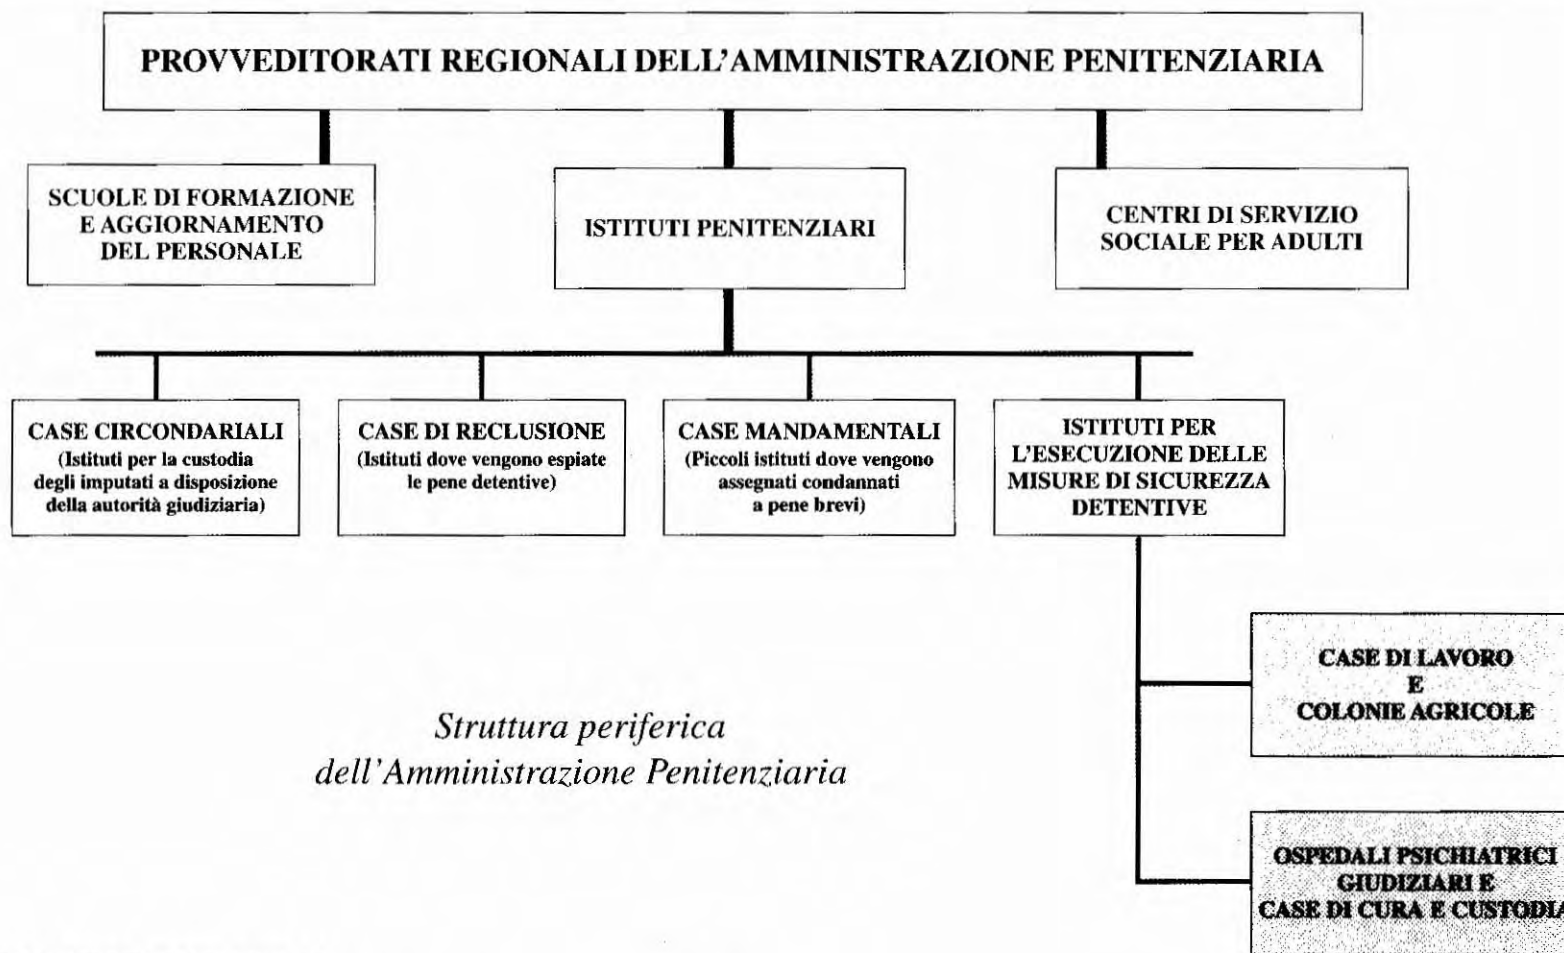 PROVVEDITORATI REGIONALI DELL'AMMINISTRAZIONE PENITENZIARIA
SCUOLE DI FORMAZIONE
E AGGIORNAMENTO
DEL PERSONALE
ISTITUTI PENITENZIARI
CENTRI DI SERVIZIO
SOCIALE PER ADULTI
CASE CIRCONDARIALI
(Istituti per la custodia
degli imputati a disposizione
della autorità giudiziaria)
CASE DI RECLUSIONE
(Istituti dove vengono espiate
le pene detentive)
CASE MANDAMENTALI
(Piccoli istituti dove vengono
assegnati condannati
a pene brevi)
ISTITUTI PER
L'ESECUZIONE DELLE
MISURE DI SICUREZZA
DETENTIVE
CASE DI LAVORO
E
COLONIE AGRICOLE
Struttura periferica
dell'Amministrazione Penitenziaria
OSPEDALI PSICHIATRICI
GIUDIZIARI E
CASE DI CURA E CUSTODIA